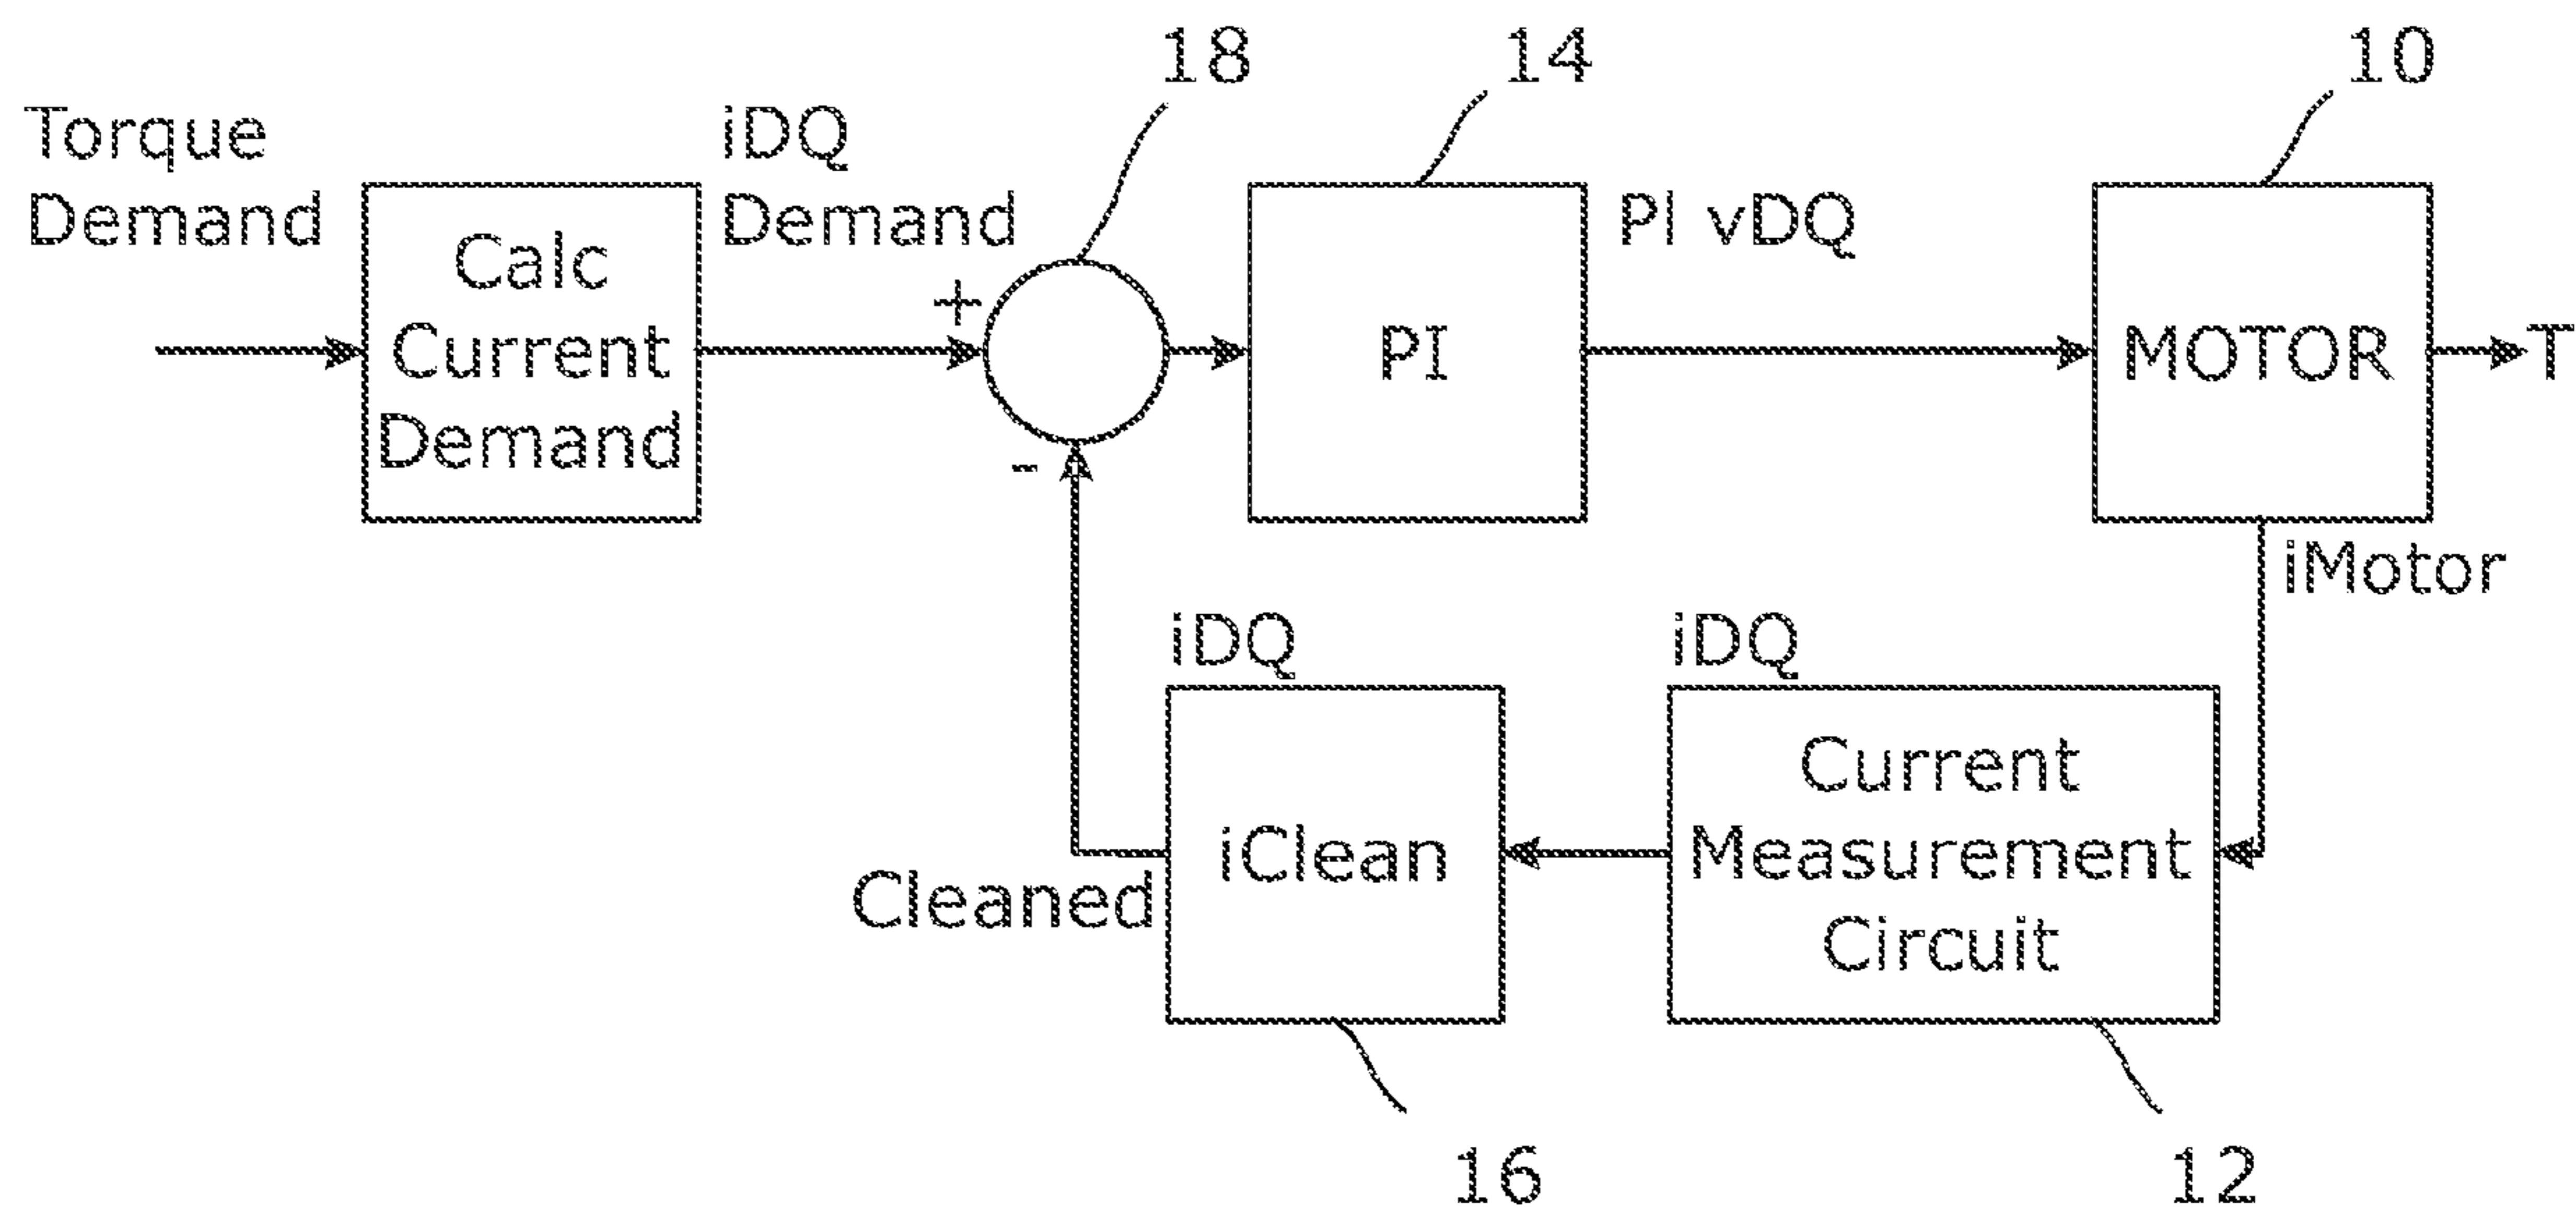 18
14
10
Torque
Demand
iDQ
Demand
PI vDQ
Calc
Current
Demand
+
-
PI
MOTOR
T
iMotor
iDQ
iDQ
Cleaned
iClean
Current
Measurement
Circuit
16
12